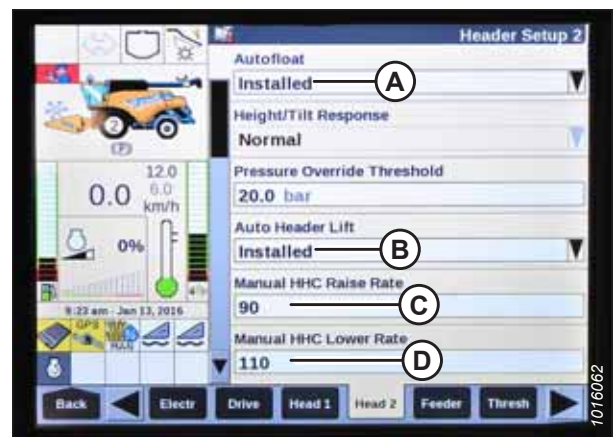 Header Setup 2
Autofloat
Installed
A
Height/Tilt Response
Normal
Pressure Override Threshold
20.0 bar
Auto Header Lift
Installed
B
Manual HHC Raise Rate
90
C
Manual HHC Lower Rate
110
D
2
(P)
12.0
0.0
6.0
km/h
0%
9:23 am - Jan 13, 2016
GPS
Back
Electr
Drive
Head 1
Head 2
Feeder
Thresh
1016062